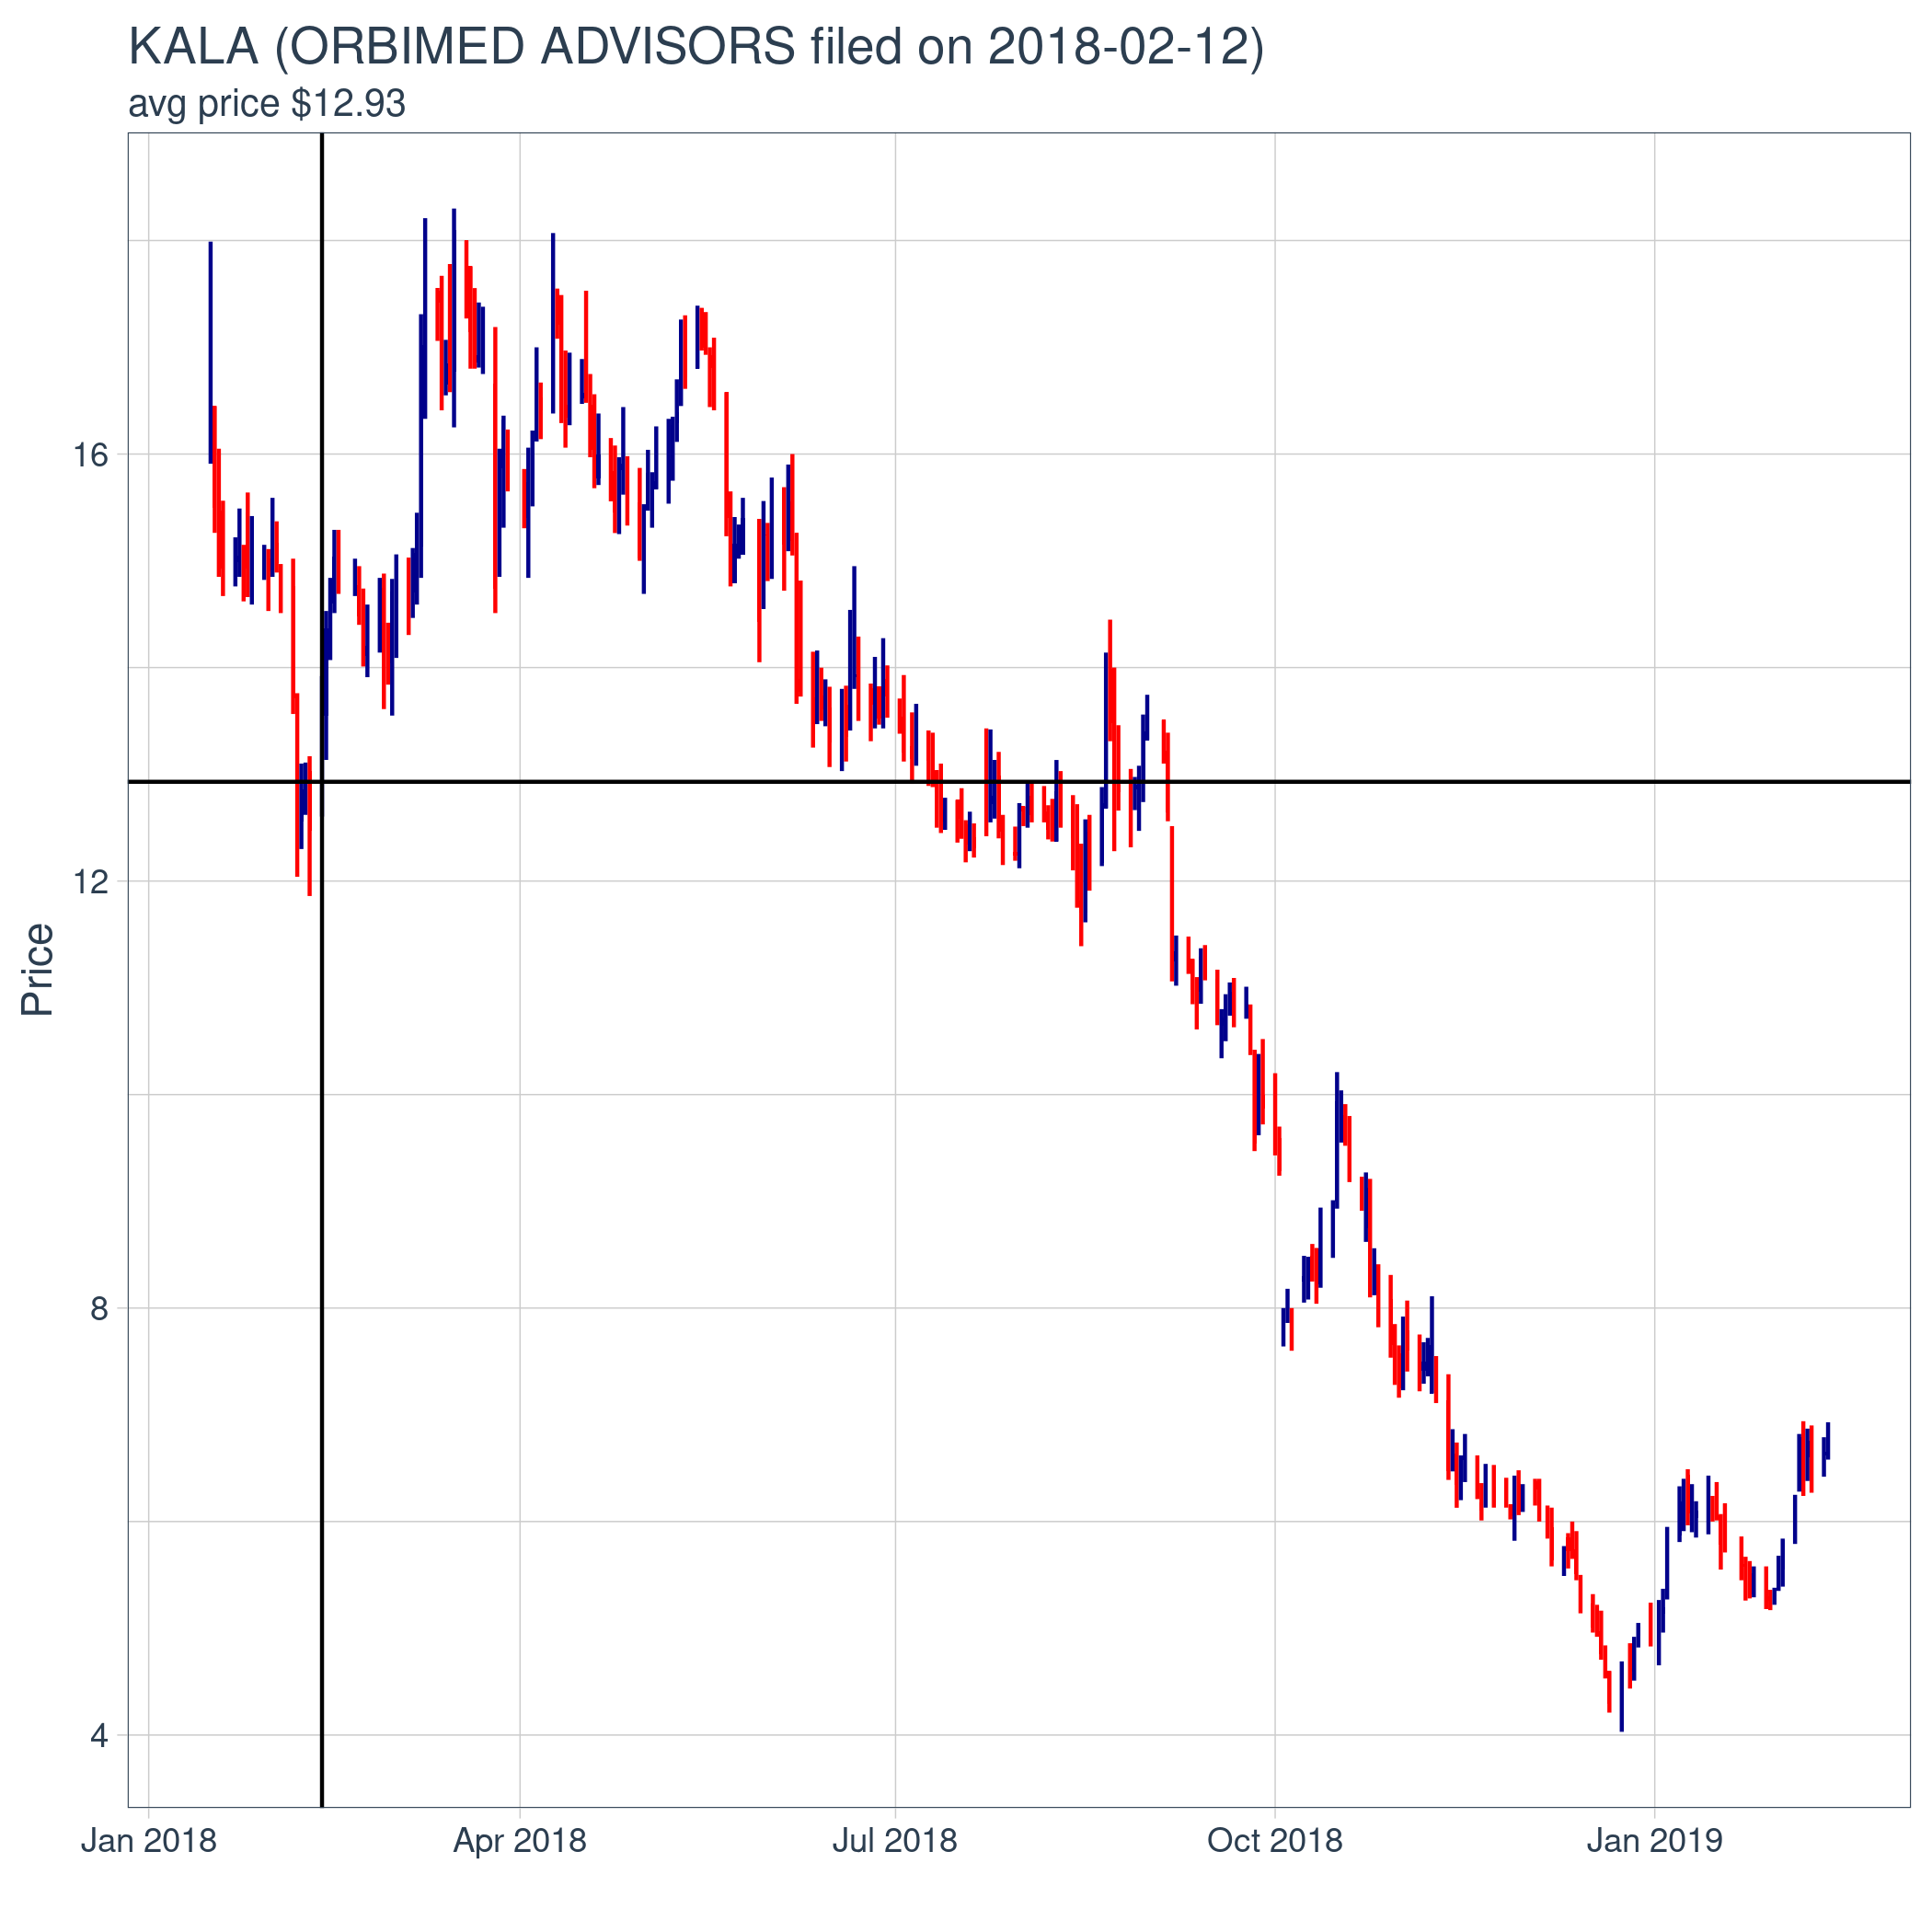 KALA (ORBIMED ADVISORS filed on 2018-02-12)
avg price $12.93
16
12
8
4
Price
Jan 2018
Apr 2018
Jul 2018
Oct 2018
Jan 2019